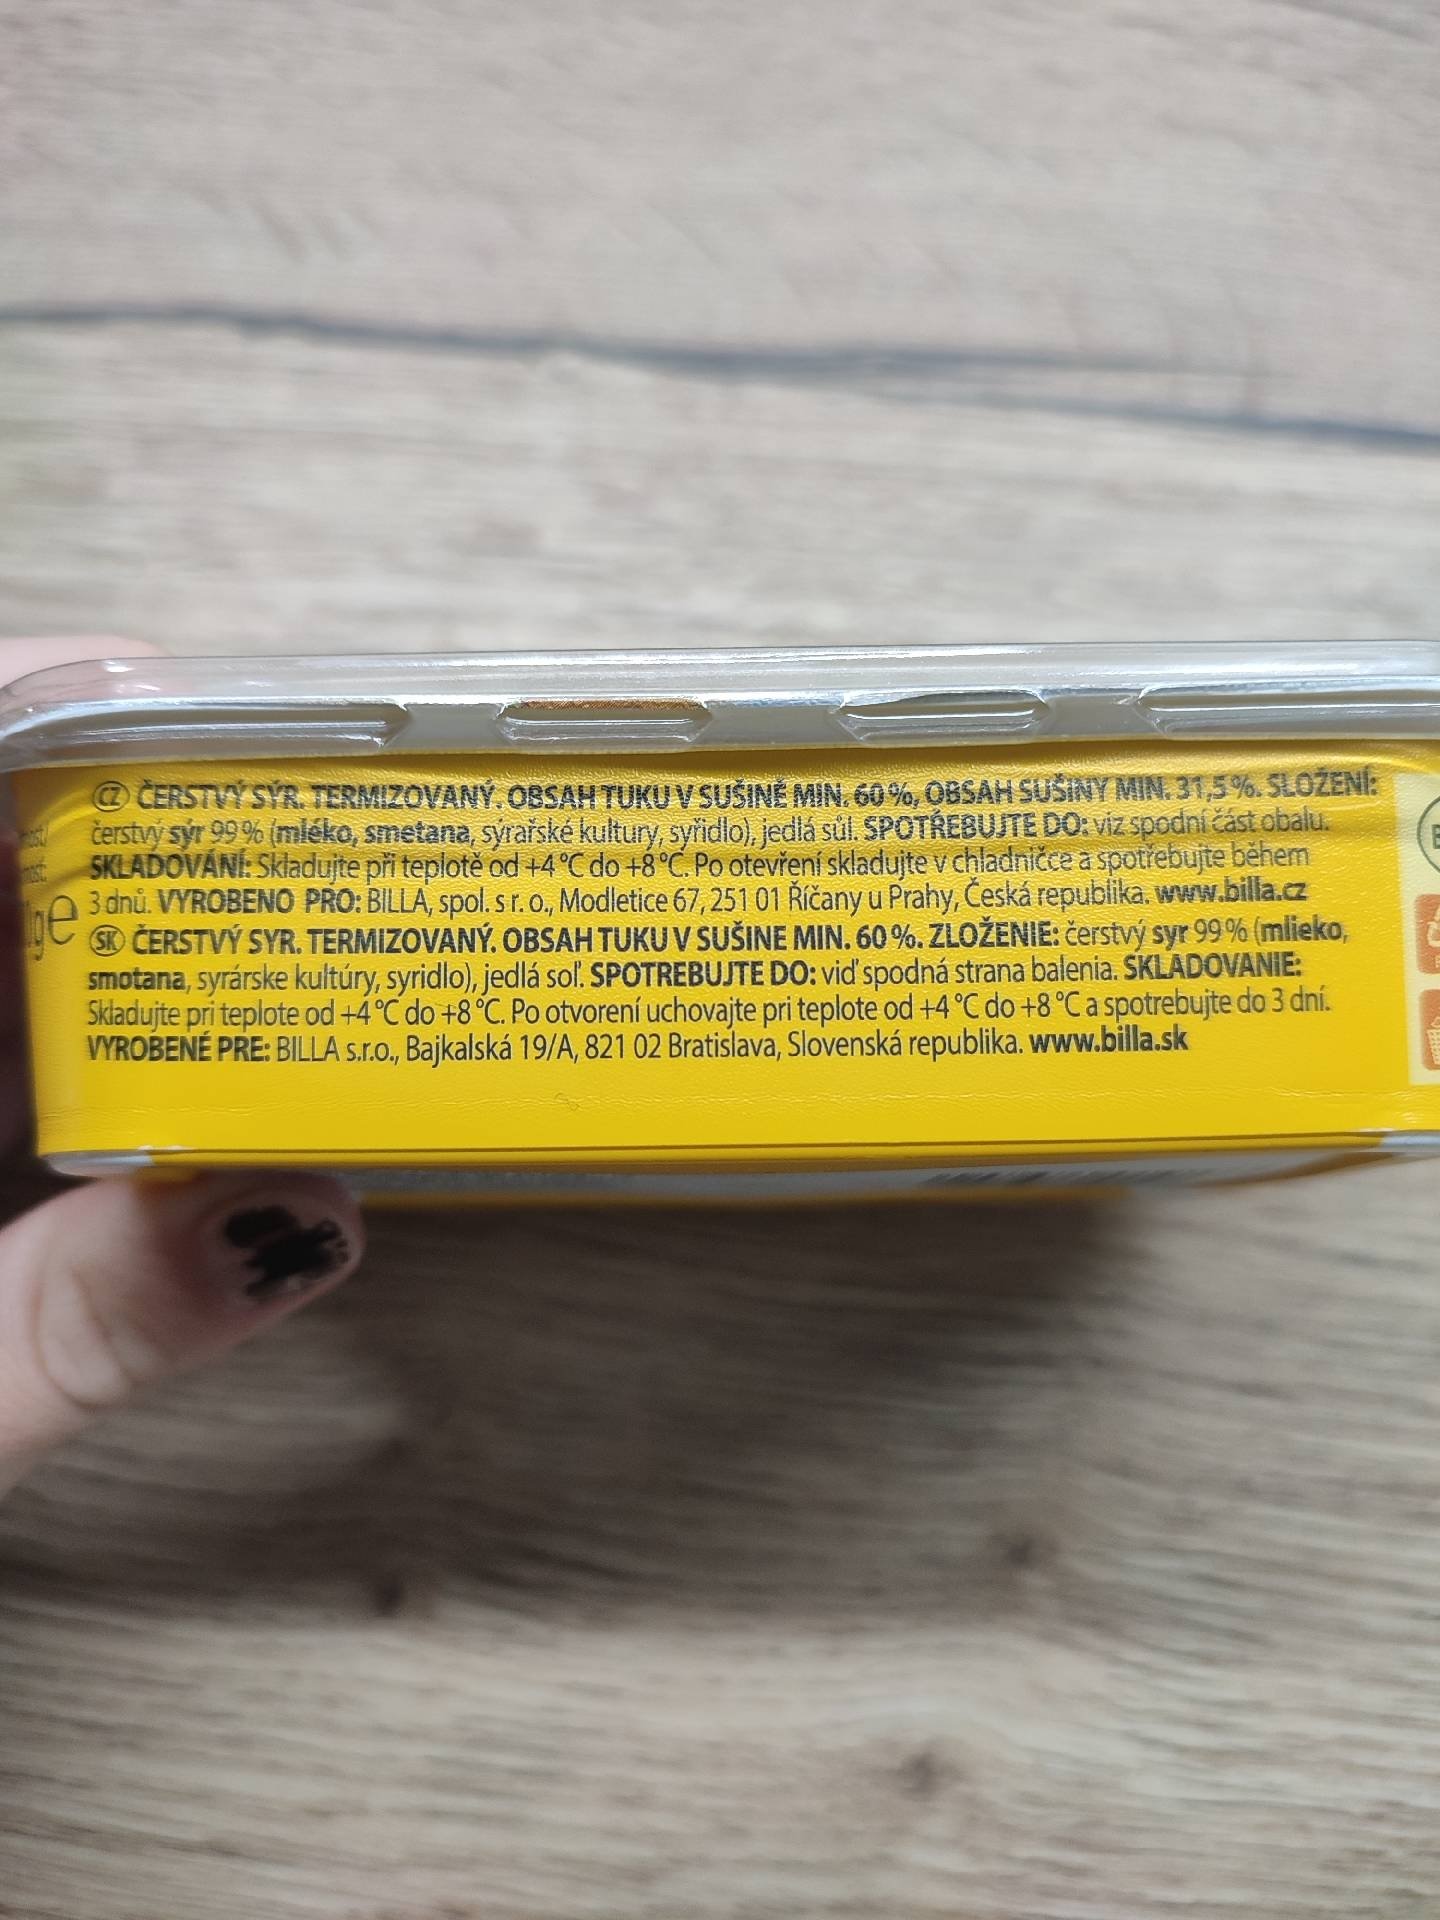 CZ ČERSTVÝ SÝR. TERMIZOVANÝ. OBSAH TUKU V SUŠINĚ MIN. 60 %, OBSAH SUŠINY MIN. 31,5 %. SLOŽENÍ:
čerstvý sýr 99 % (mléko, smetana, sýrařské kultury, syřidlo), jedlá sůl. SPOTŘEBUJTE DO: viz spodní část obalu.
SKLADOVÁNÍ: Skladujte při teplotě od +4 °C do +8 °C. Po otevření skladujte v chladničce a spotřebujte během
3 dnů. VYROBENO PRO: BILLA, spol. s r. o., Modletice 67, 251 01 Říčany u Prahy, Česká republika. www.billa.cz
SK ČERSTVÝ SYR. TERMIZOVANÝ. OBSAH TUKU V SUŠINE MIN. 60 %. ZLOŽENIE: čerstvý syr 99 % (mlieko,
smotana, syrárske kultúry, syridlo), jedlá soľ. SPOTREBUJTE DO: viď spodná strana balenia. SKLADOVANIE:
Skladujte pri teplote od +4 °C do +8 °C. Po otvorení uchovajte pri teplote od +4 °C do +8 °C a spotrebujte do 3 dní.
VYROBENÉ PRE: BILLA s.r.o., Bajkalská 19/A, 821 02 Bratislava, Slovenská republika. www.billa.sk